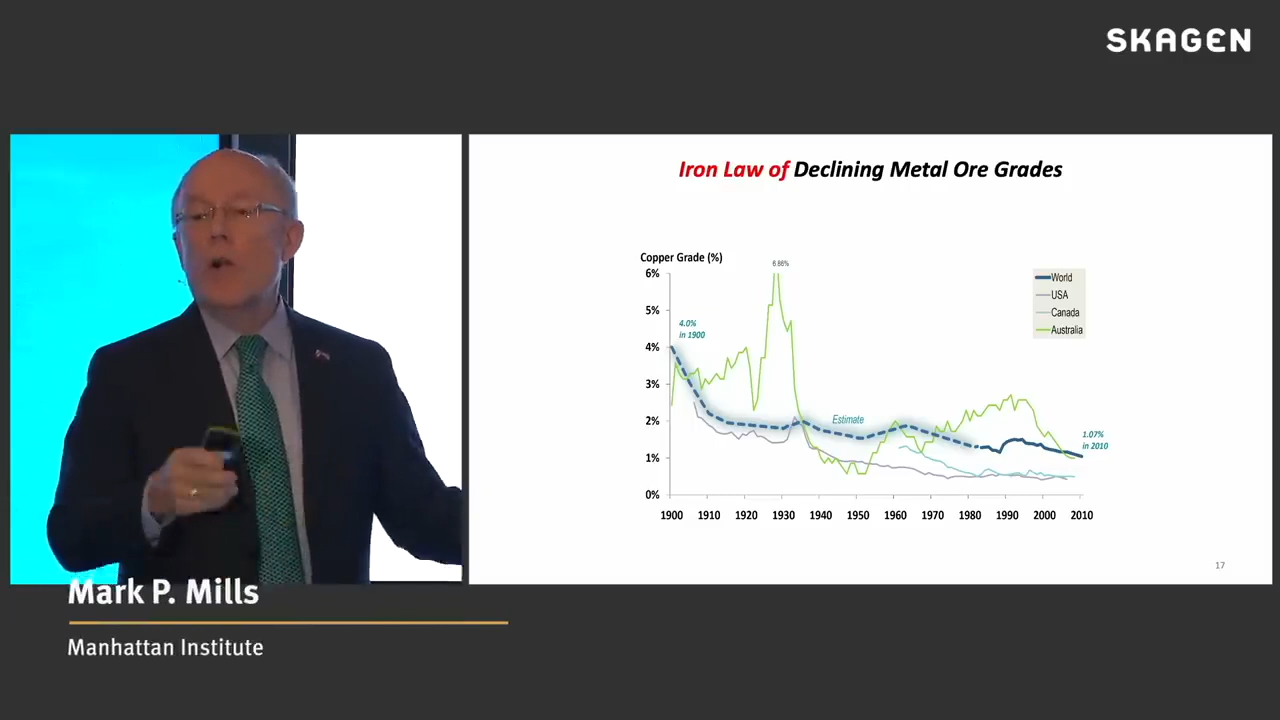 SKAGEN
Iron Law of Declining Metal Ore Grades
Copper Grade (%)
6.86%
6%
5%
4%
3%
2%
1%
0%
4.0%
in 1900
Estimate
World
USA
Canada
Australia
1.07%
in 2010
1900 1910 1920 1930 1940 1950 1960 1970 1980 1990 2000 2010
17
Mark P. Mills
Manhattan Institute